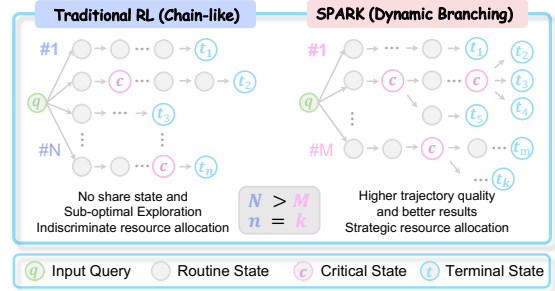 Traditional RL (Chain-like)
#1
q
... t₁
c ... t₂
... t₃
#N
... c tₙ
No share state and
Sub-optimal Exploration
Indiscriminate resource allocation
N > M
n = k
SPARK (Dynamic Branching)
#1
q
... t₁
c ... c t₂
t₃
t₄
t₅
#M
c ... tₘ
... tₖ
Higher trajectory quality
and better results
Strategic resource allocation
q Input Query
Routine State
c Critical State
t Terminal State